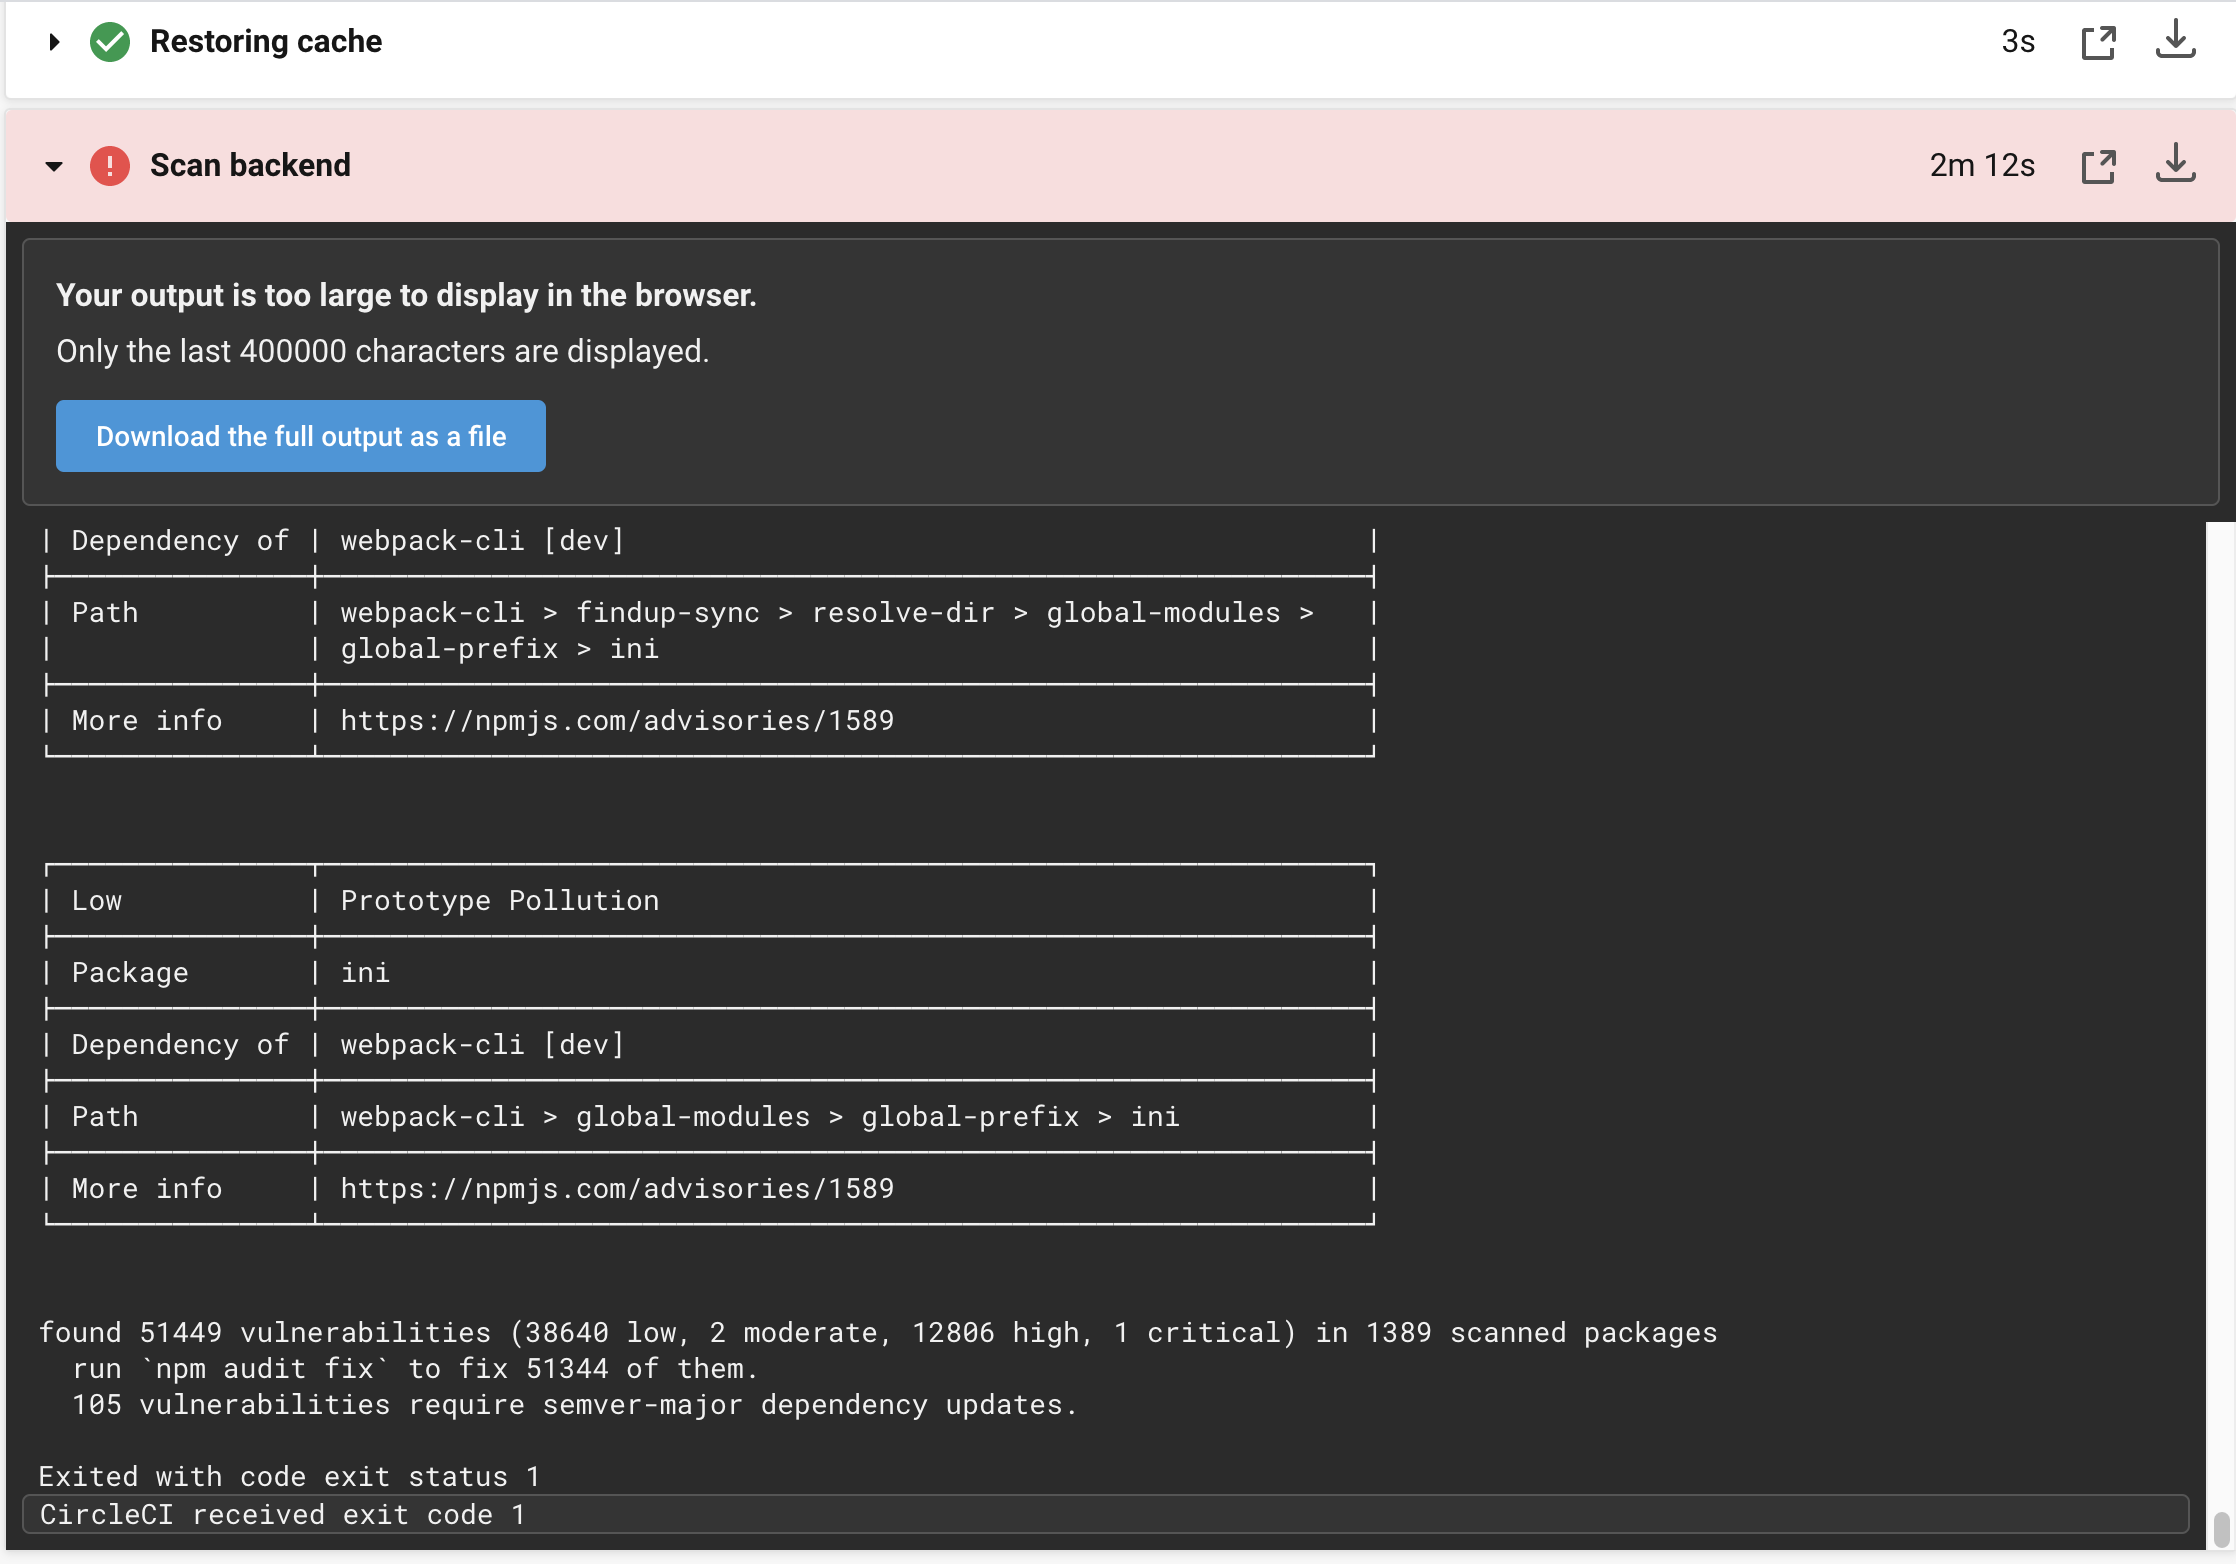 Restoring cache 3s
Scan backend 2m 12s
Your output is too large to display in the browser.
Only the last 400000 characters are displayed.
Download the full output as a file
| Dependency of | webpack-cli [dev] |
| Path | webpack-cli > findup-sync > resolve-dir > global-modules > |
| | global-prefix > ini |
| More info | https://npmjs.com/advisories/1589 |
| Low | Prototype Pollution |
| Package | ini |
| Dependency of | webpack-cli [dev] |
| Path | webpack-cli > global-modules > global-prefix > ini |
| More info | https://npmjs.com/advisories/1589 |
found 51449 vulnerabilities (38640 low, 2 moderate, 12806 high, 1 critical) in 1389 scanned packages
run `npm audit fix` to fix 51344 of them.
105 vulnerabilities require semver-major dependency updates.
Exited with code exit status 1
CircleCI received exit code 1